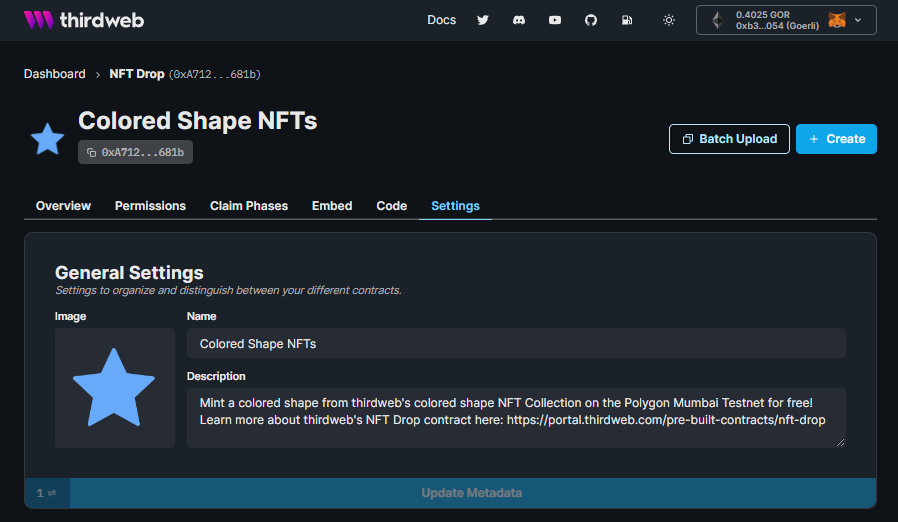 thirdweb
Docs
0.4025 GOR
0xb3...054 (Goerli)
Dashboard › NFT Drop (0xA712...681b)
Colored Shape NFTs
0xA712...681b
Batch Upload
+ Create
Overview Permissions Claim Phases Embed Code Settings
General Settings
Settings to organize and distinguish between your different contracts.
Image
Name
Colored Shape NFTs
Description
Mint a colored shape from thirdweb's colored shape NFT Collection on the Polygon Mumbai Testnet for free!
Learn more about thirdweb's NFT Drop contract here: https://portal.thirdweb.com/pre-built-contracts/nft-drop
1 ⇌
Update Metadata